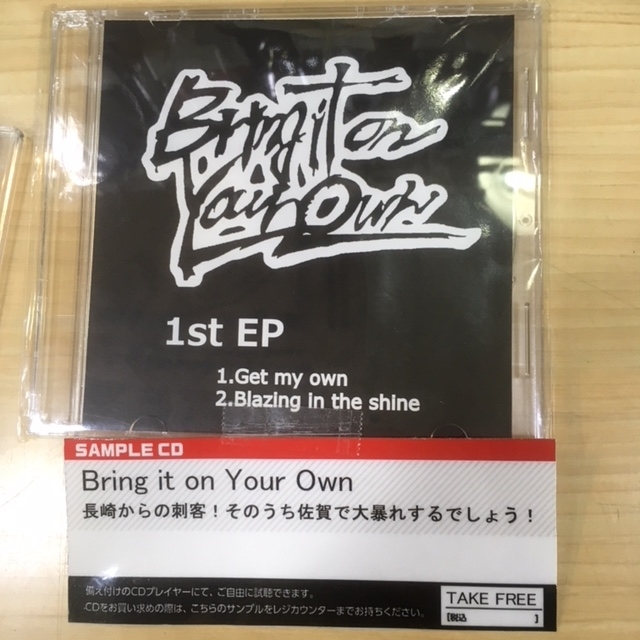 Bring it on
Your Own
1st EP
1.Get my own
2.Blazing in the shine
SAMPLE CD
Bring it on Your Own
長崎からの刺客！そのうち佐賀で大暴れするでしょう！
備え付けのCDプレイヤーにて、ご自由に試聴できます。
CDをお買い求めの際は、こちらのサンプルをレジカウンターまでお持ちください。
TAKE FREE
[税込 ]